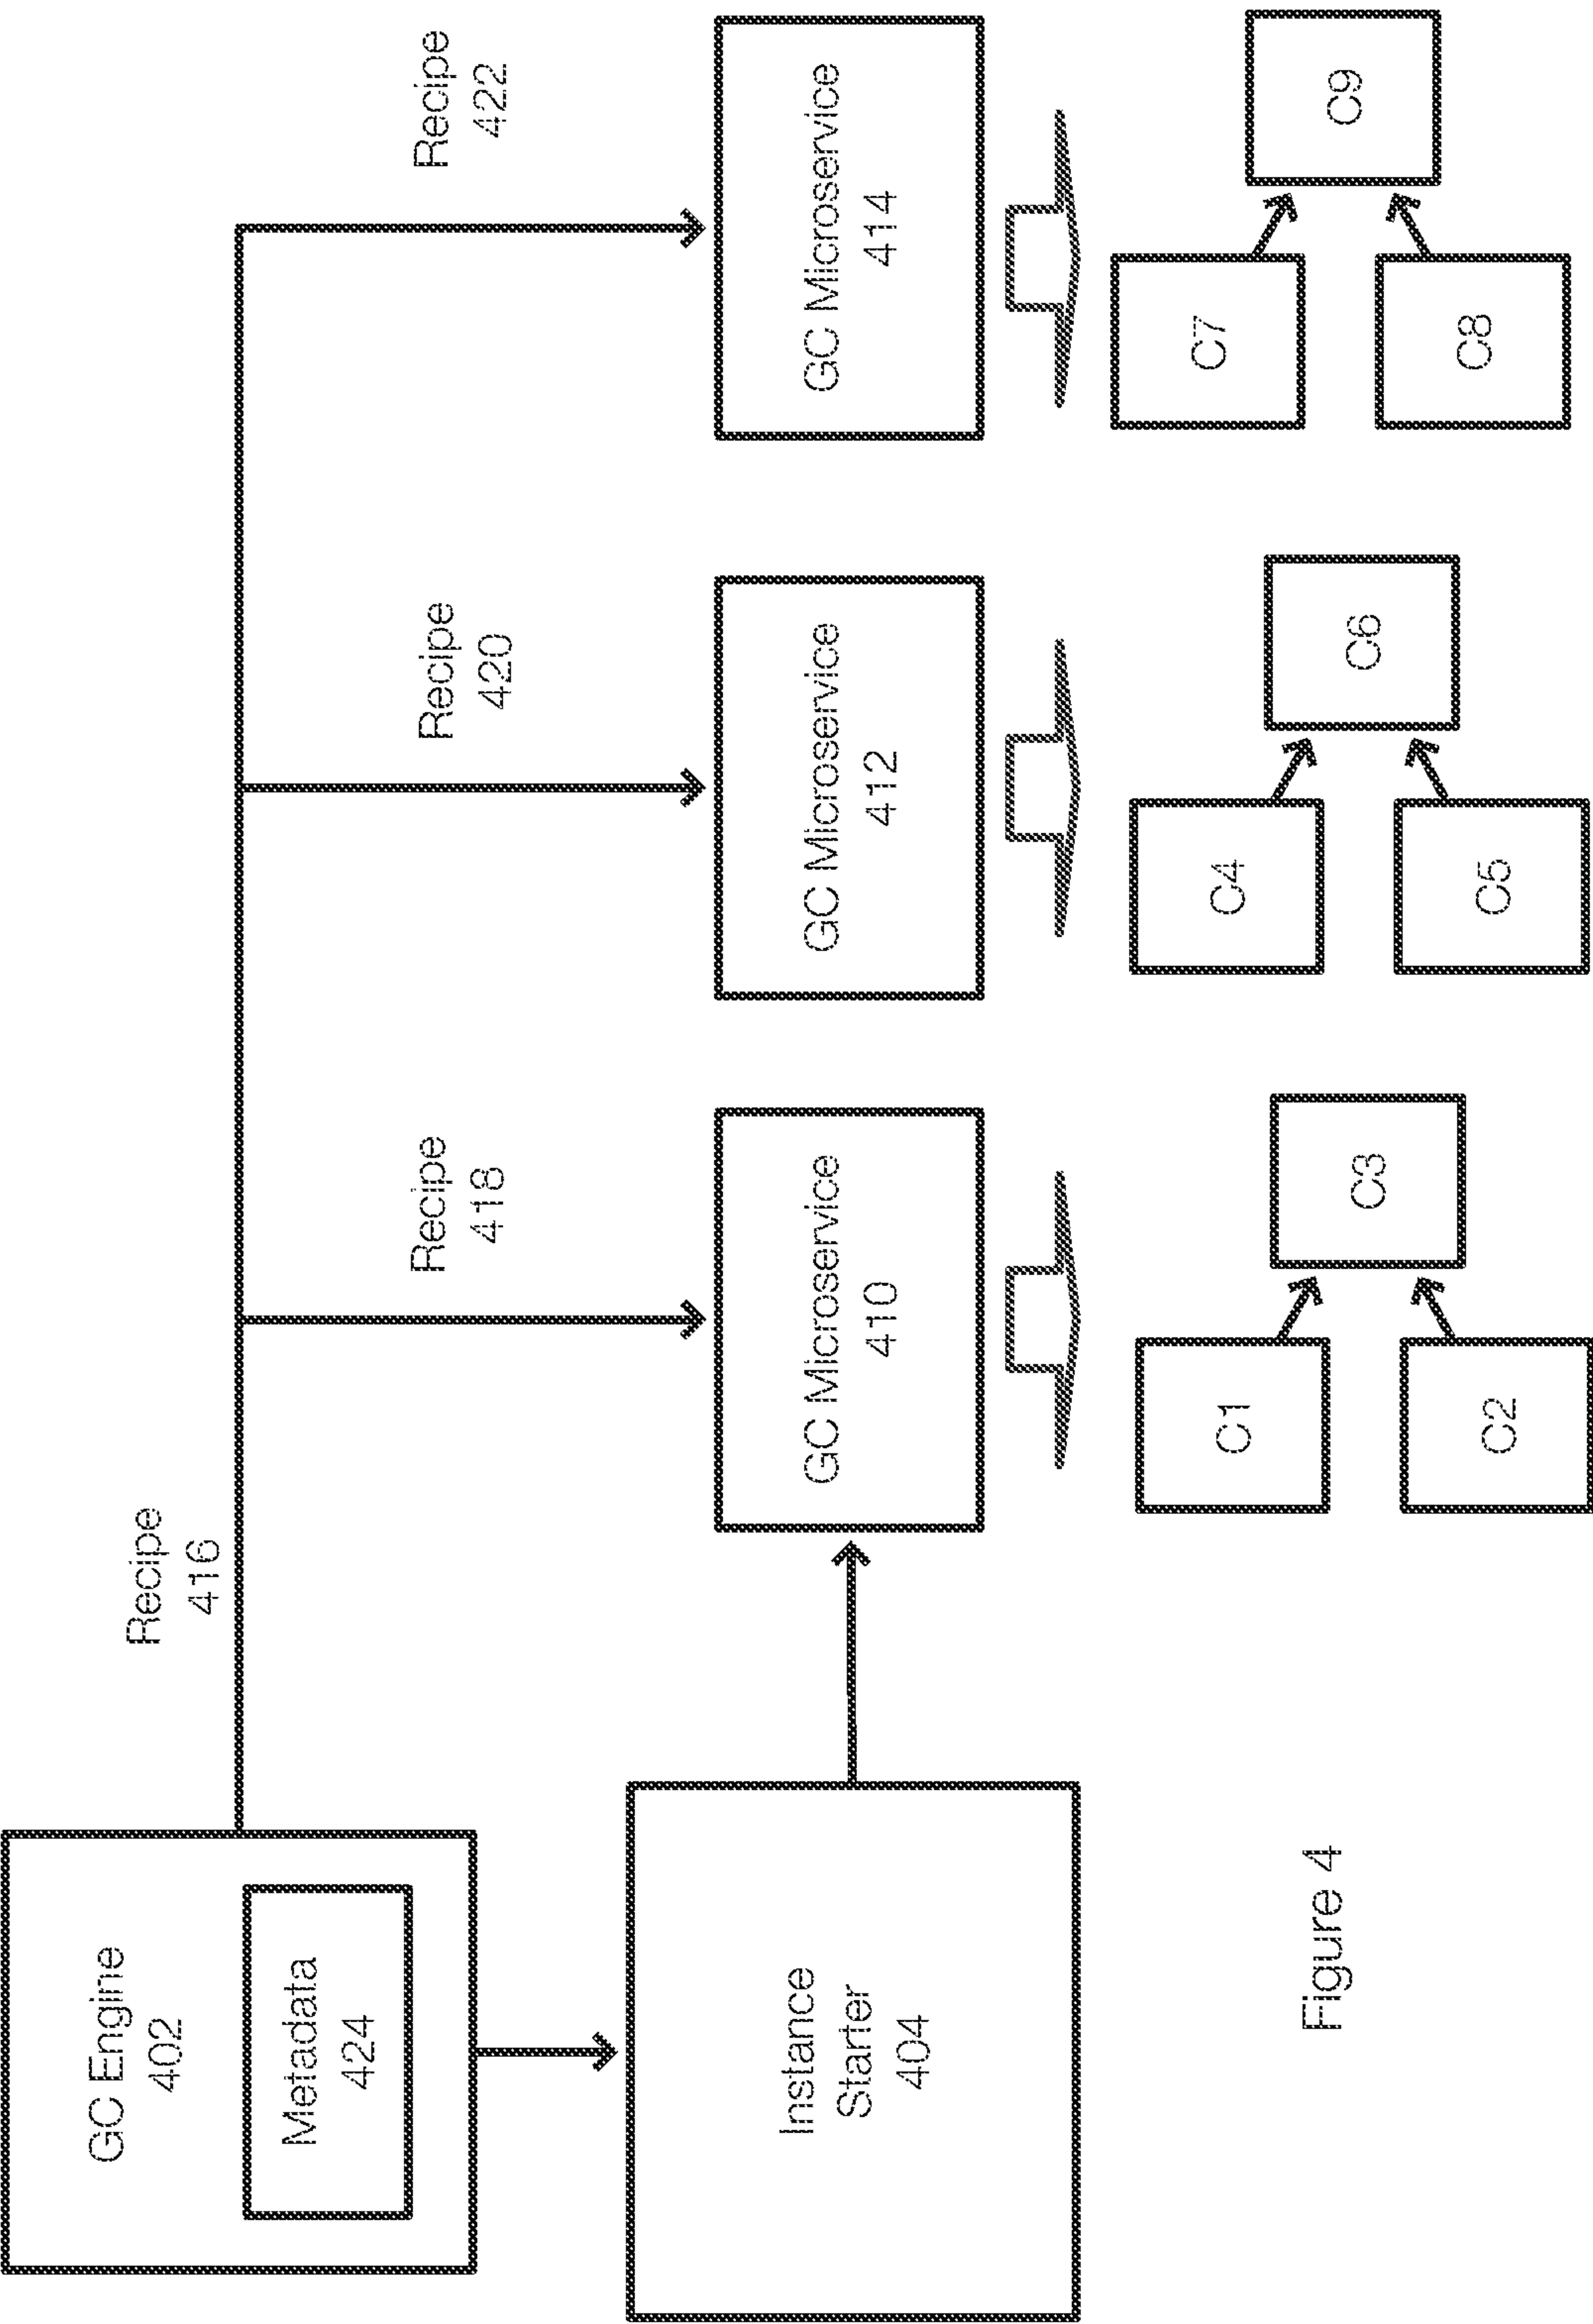 GC Engine
402
Metadata
424
Recipe
416
Recipe
418
Recipe
420
Recipe
422
Instance
Starter
404
GC Microservice
410
GC Microservice
412
GC Microservice
414
C1
C2
C3
C4
C5
C6
C7
C8
C9
Figure 4